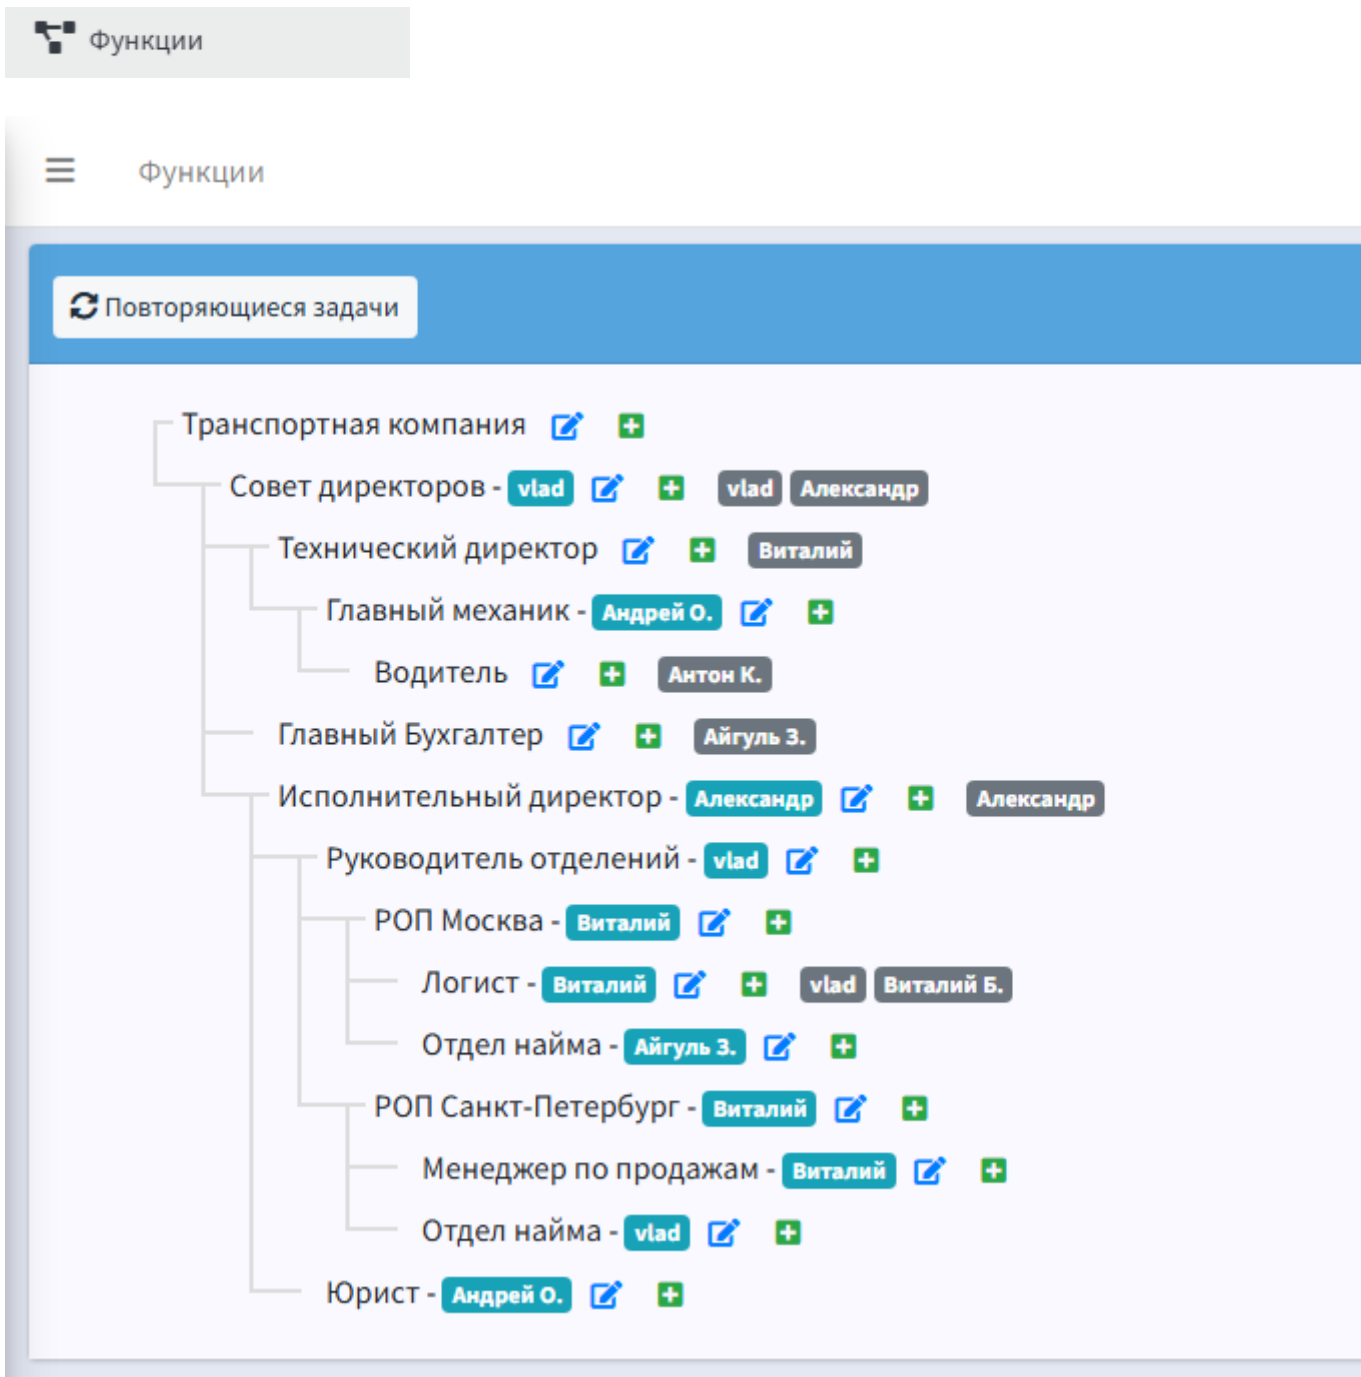 Функции
Функции
Повторяющиеся задачи
Транспортная компания
Совет директоров - vlad vlad Александр
Технический директор Виталий
Главный механик - Андрей О.
Водитель Антон К.
Главный Бухгалтер Айгуль З.
Исполнительный директор - Александр Александр
Руководитель отделений - vlad
РОП Москва - Виталий
Логист - Виталий vlad Виталий Б.
Отдел найма - Айгуль З.
РОП Санкт-Петербург - Виталий
Менеджер по продажам - Виталий
Отдел найма - vlad
Юрист - Андрей О.